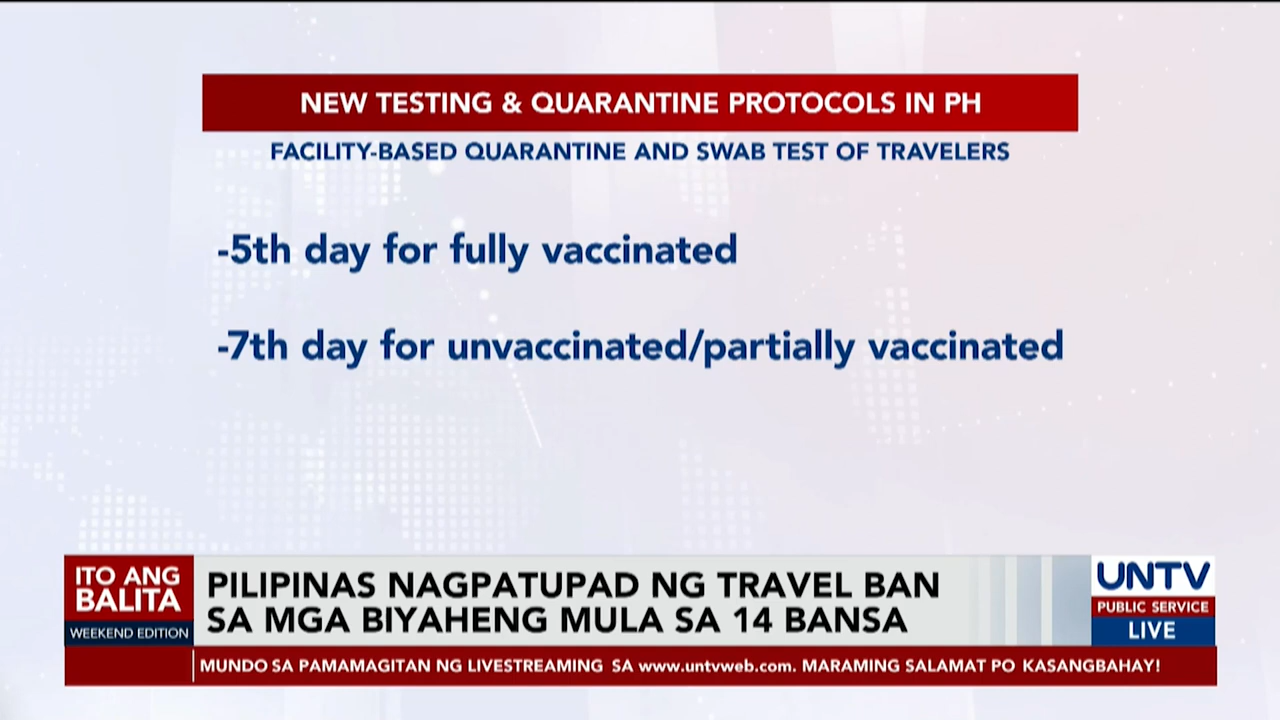 NEW TESTING & QUARANTINE PROTOCOLS IN PH
FACILITY-BASED QUARANTINE AND SWAB TEST OF TRAVELERS
-5th day for fully vaccinated
-7th day for unvaccinated/partially vaccinated
ITO ANG
BALITA
WEEKEND EDITION
PILIPINAS NAGPATUPAD NG TRAVEL BAN
SA MGA BIYAHENG MULA SA 14 BANSA
UNTV
PUBLIC SERVICE
LIVE
MUNDO SA PAMAMAGITAN NG LIVESTREAMING SA www.untvweb.com. MARAMING SALAMAT PO KASANGBAHAY!